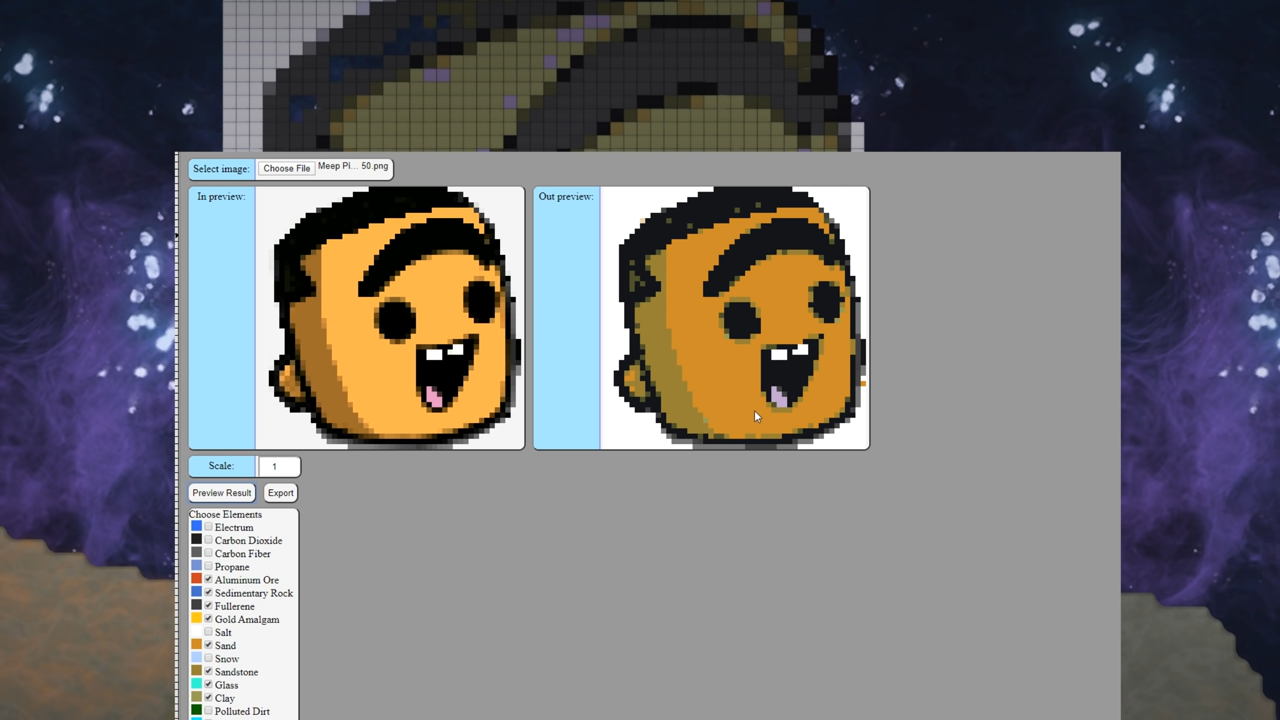 Select image: Choose File Meep Pi... 50.png
In preview:
Out preview:
Scale: 1
Preview Result Export
Choose Elements
Electrum
Carbon Dioxide
Carbon Fiber
Propane
Aluminum Ore
Sedimentary Rock
Fullerene
Gold Amalgam
Salt
Sand
Snow
Sandstone
Glass
Clay
Polluted Dirt